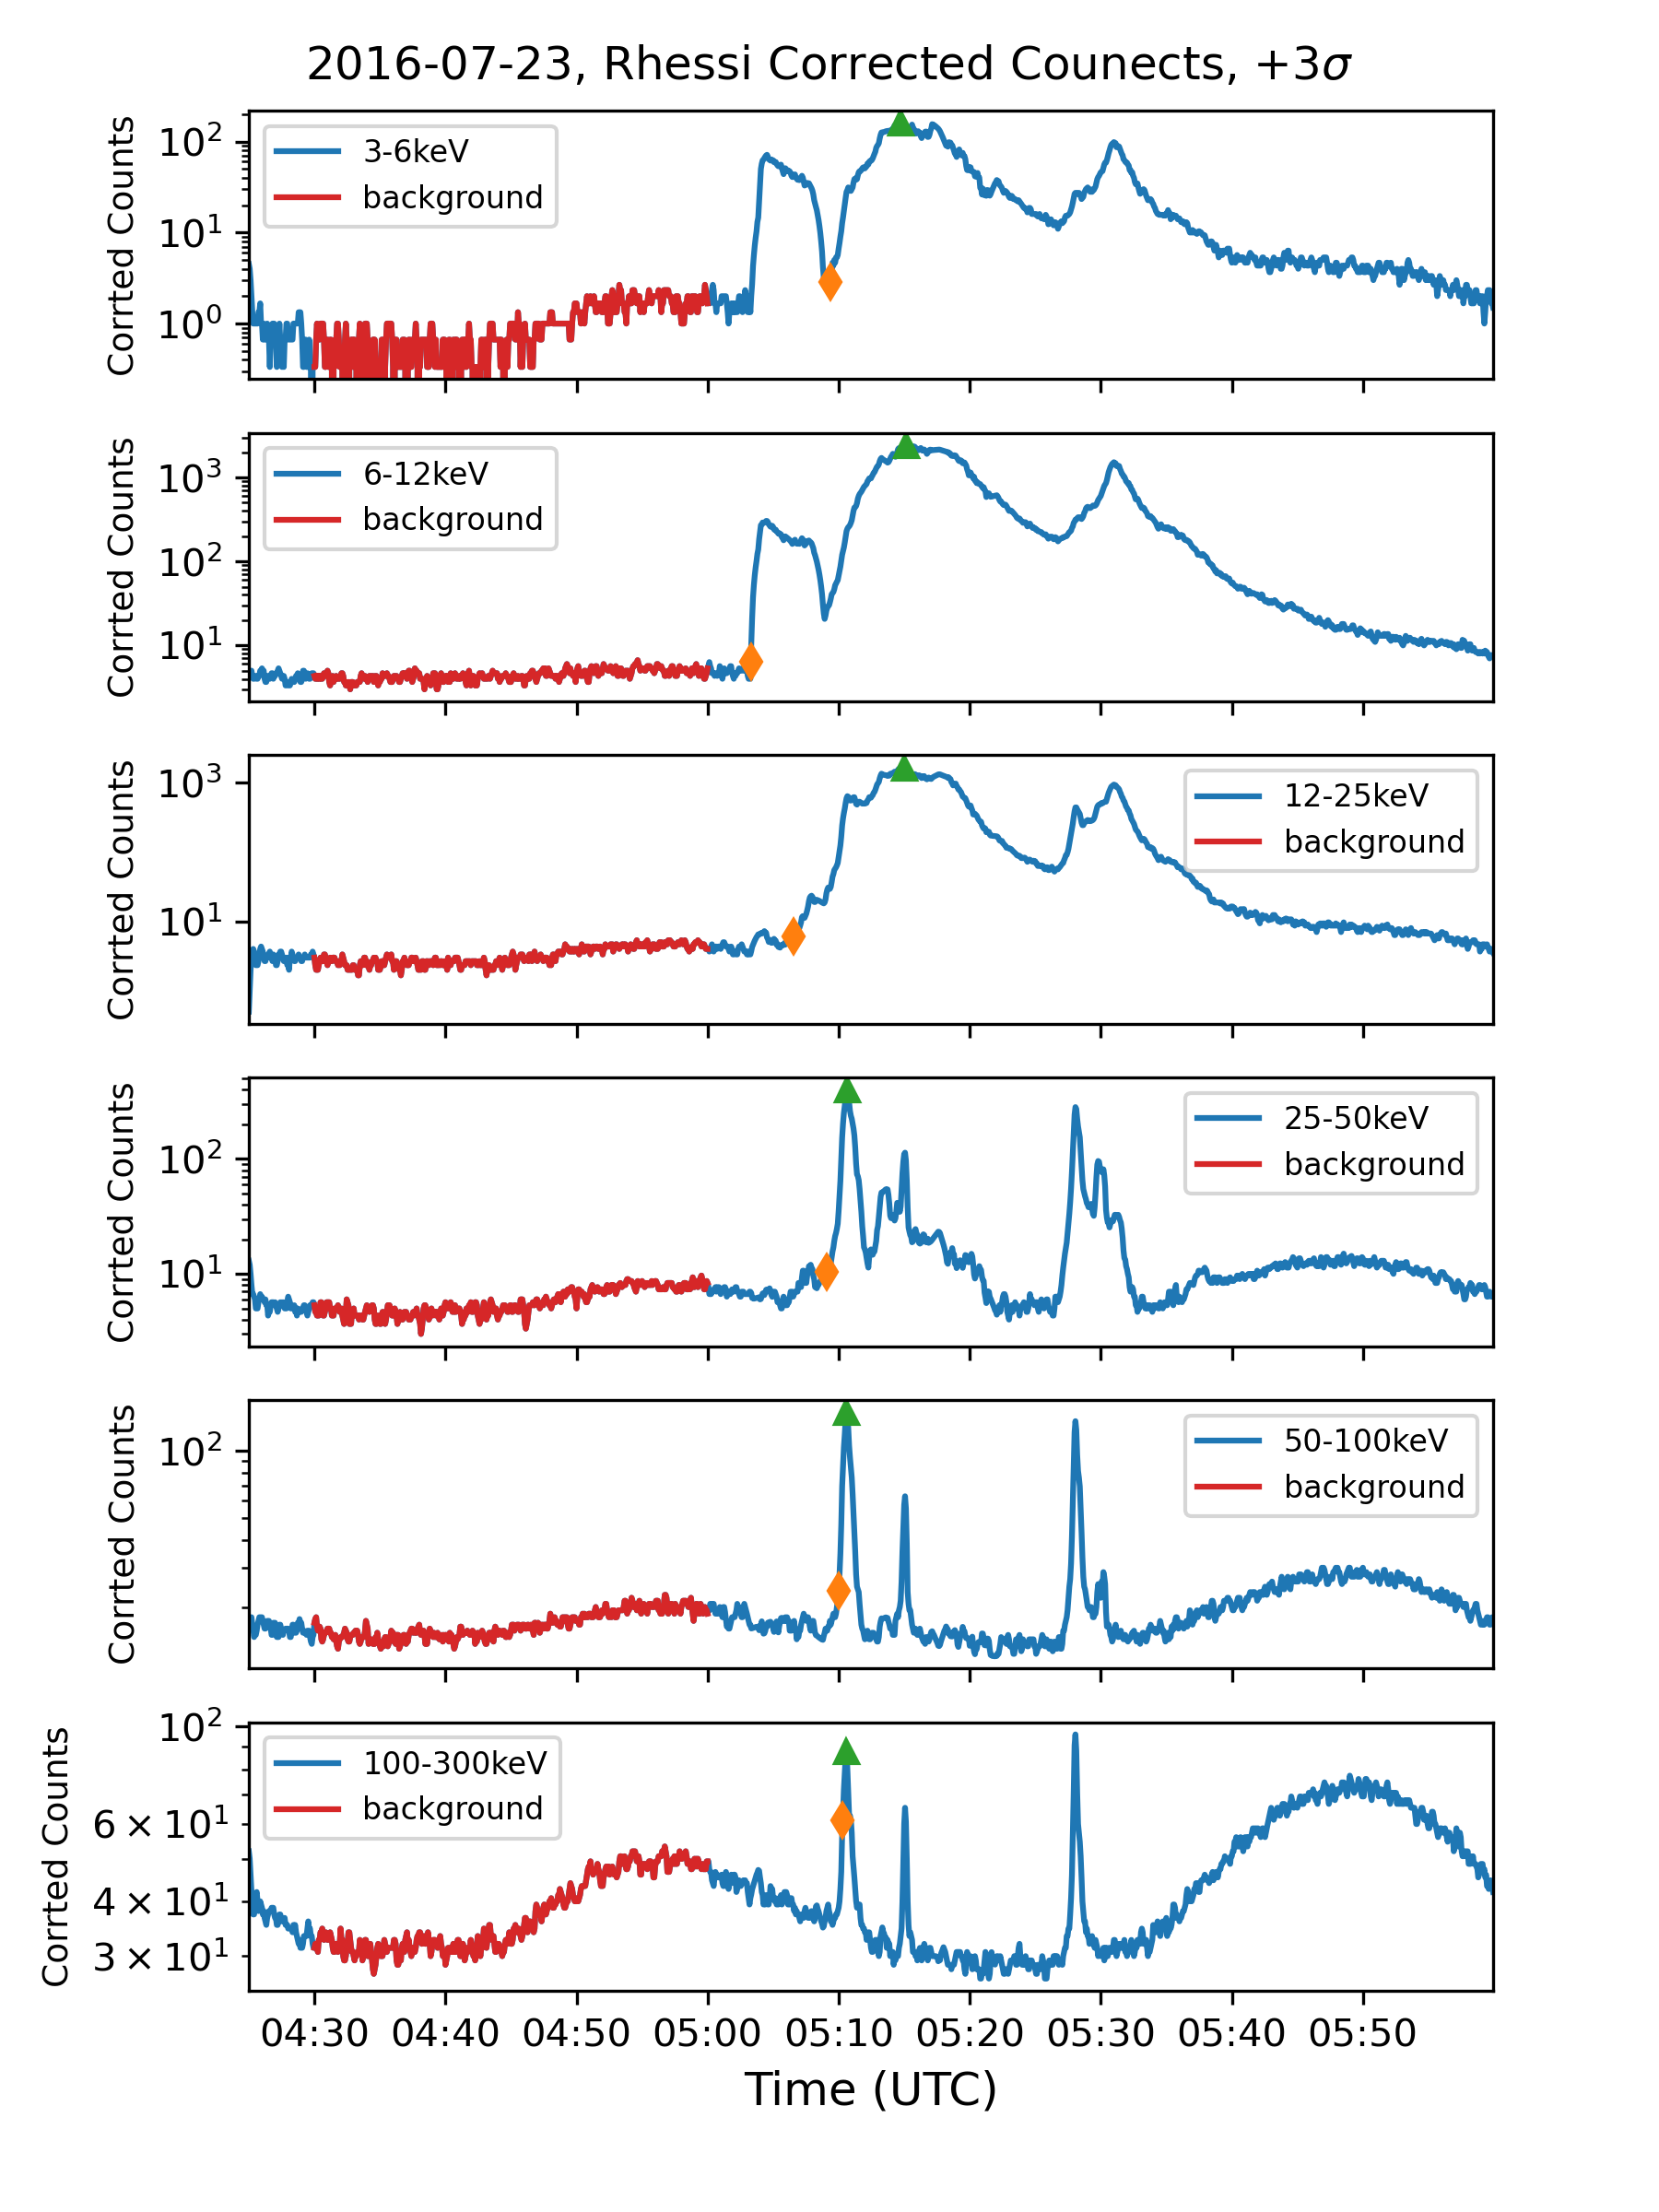 2016-07-23, Rhessi Corrected Counects, +3σ
Corrted Counts
10²
10¹
10⁰
3-6keV
background
Corrted Counts
10³
10²
10¹
6-12keV
background
Corrted Counts
10³
10¹
12-25keV
background
Corrted Counts
10²
10¹
25-50keV
background
Corrted Counts
10²
50-100keV
background
Corrted Counts
10²
6×10¹
4×10¹
3×10¹
100-300keV
background
04:30 04:40 04:50 05:00 05:10 05:20 05:30 05:40 05:50
Time (UTC)